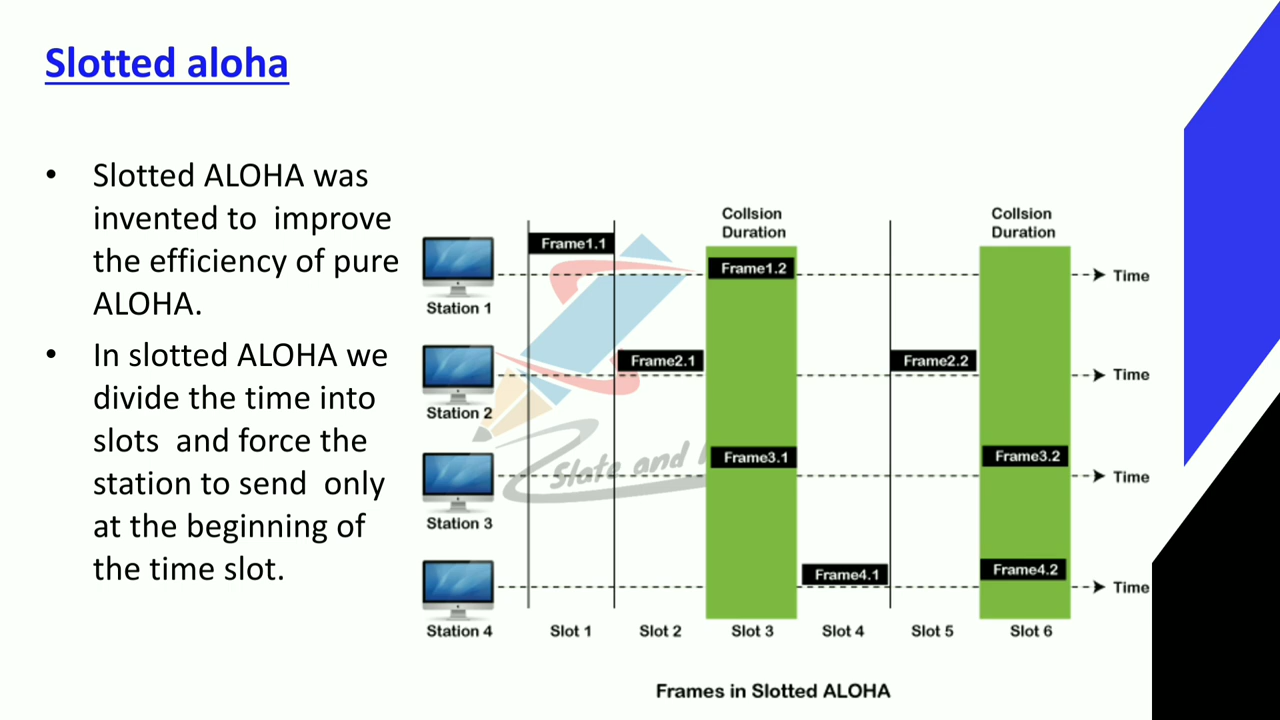 Slotted aloha
• Slotted ALOHA was
invented to improve
the efficiency of pure
ALOHA.
• In slotted ALOHA we
divide the time into
slots and force the
station to send only
at the beginning of
the time slot.
Collsion
Duration
Collsion
Duration
Frame1.1
Frame1.2
Time
Station 1
Frame2.1
Frame2.2
Time
Station 2
Slate and
Frame3.1
Frame3.2
Time
Station 3
Frame4.1
Frame4.2
Time
Station 4
Slot 1
Slot 2
Slot 3
Slot 4
Slot 5
Slot 6
Frames in Slotted ALOHA